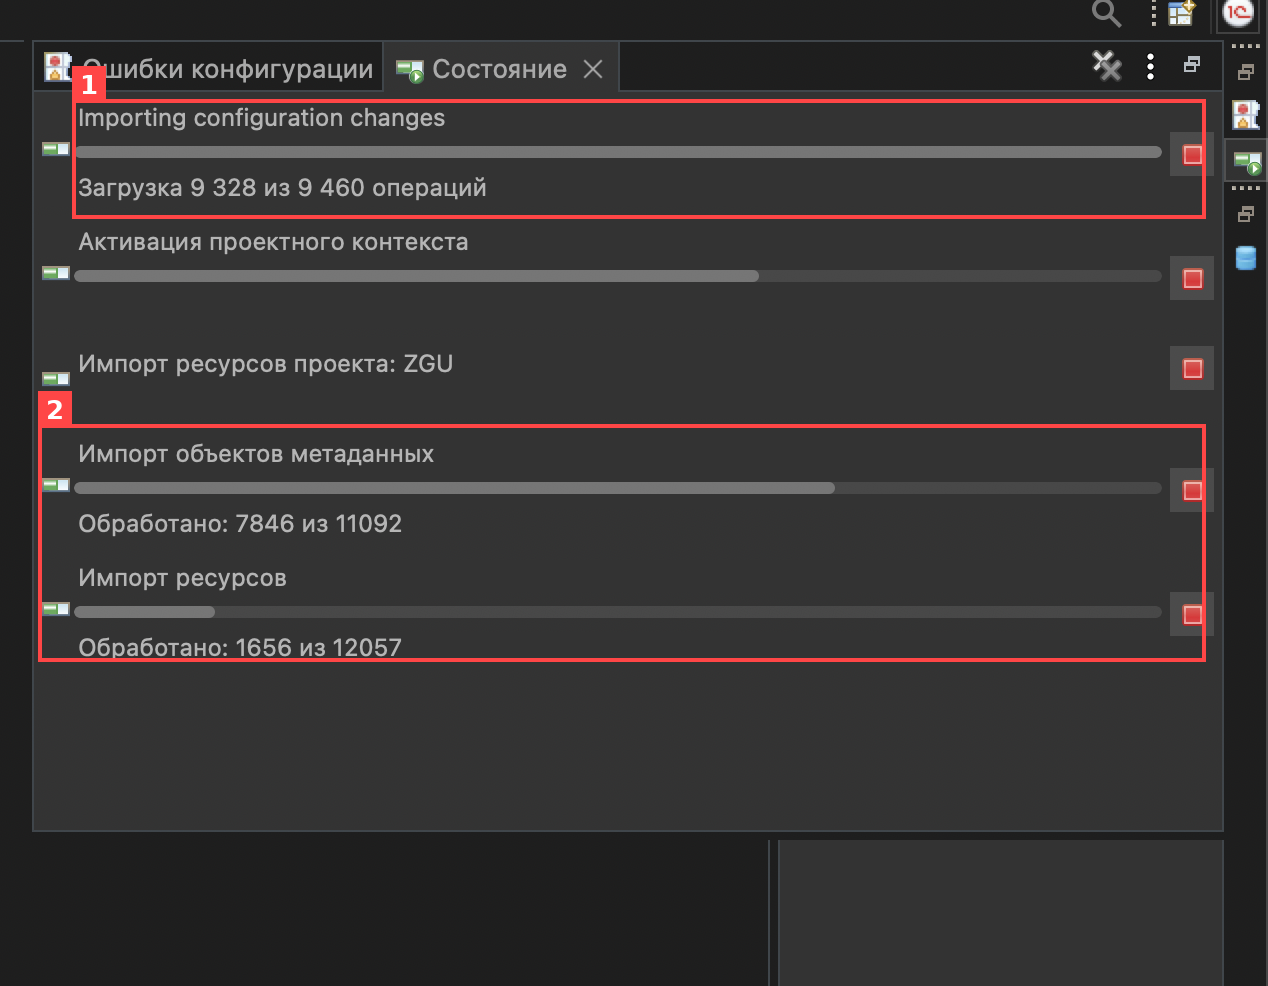 1С
Ошибки конфигурации
Состояние
1
Importing configuration changes
Загрузка 9 328 из 9 460 операций
Активация проектного контекста
Импорт ресурсов проекта: ZGU
2
Импорт объектов метаданных
Обработано: 7846 из 11092
Импорт ресурсов
Обработано: 1656 из 12057